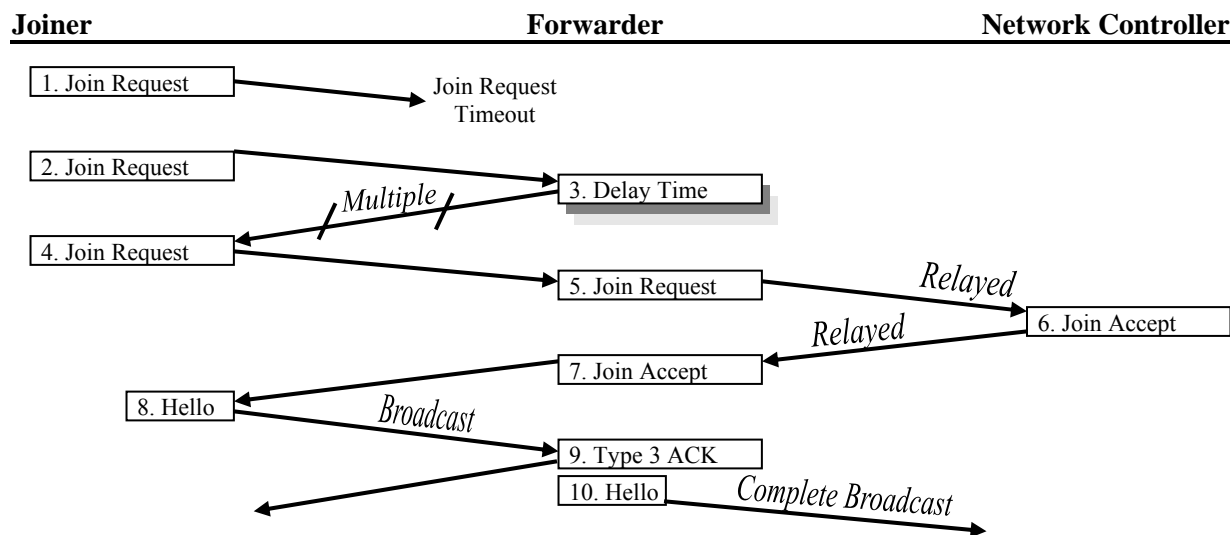 Joiner Forwarder Network Controller
1. Join Request
Join Request
Timeout
2. Join Request
3. Delay Time
Multiple
4. Join Request
5. Join Request
Relayed
6. Join Accept
Relayed
7. Join Accept
8. Hello
Broadcast
9. Type 3 ACK
10. Hello
Complete Broadcast